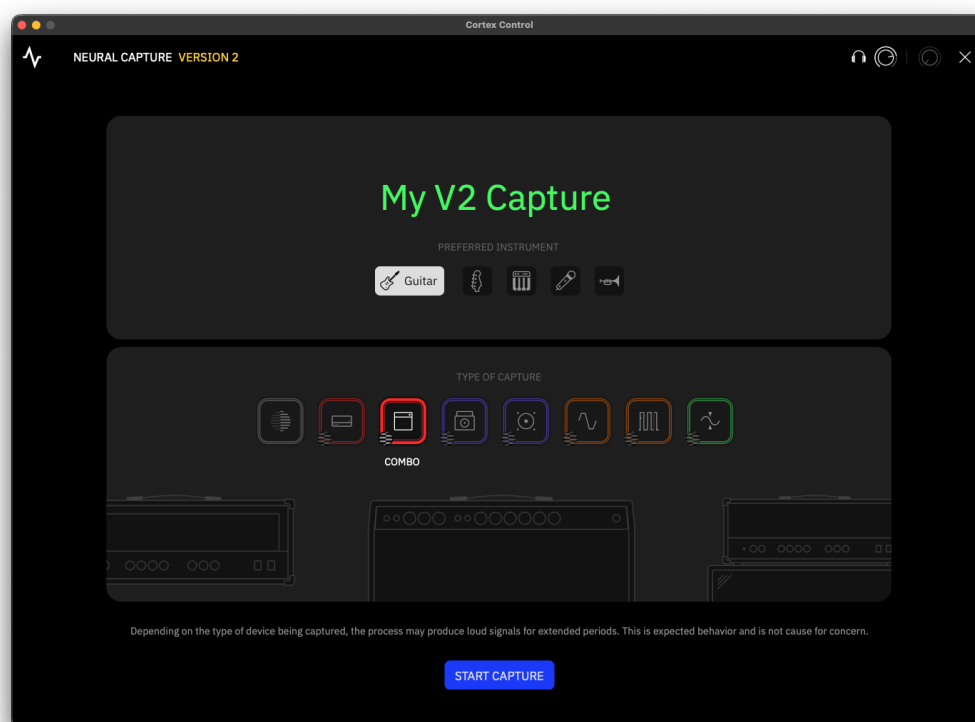 Cortex Control
NEURAL CAPTURE VERSION 2
My V2 Capture
PREFERRED INSTRUMENT
Guitar
TYPE OF CAPTURE
COMBO
Depending on the type of device being captured, the process may produce loud signals for extended periods. This is expected behavior and is not cause for concern.
START CAPTURE